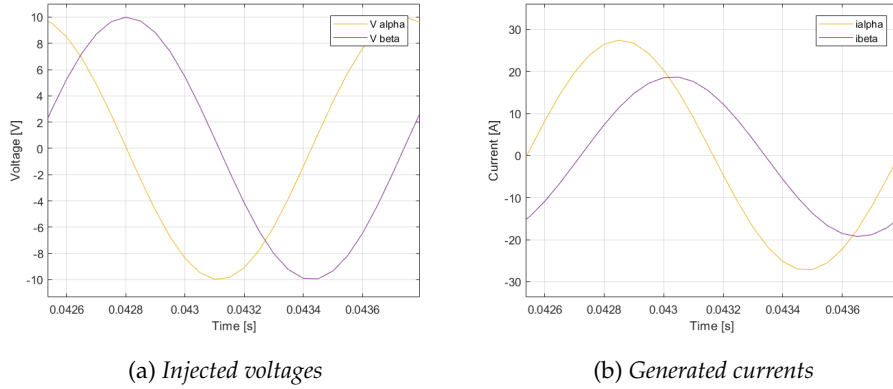 10
8
6
4
2
0
-2
-4
-6
-8
-10
Voltage [V]
V alpha
V beta
0.0426 0.0428 0.043 0.0432 0.0434 0.0436
Time [s]
(a) Injected voltages
30
20
10
0
-10
-20
-30
Current [A]
ialpha
ibeta
0.0426 0.0428 0.043 0.0432 0.0434 0.0436
Time [s]
(b) Generated currents